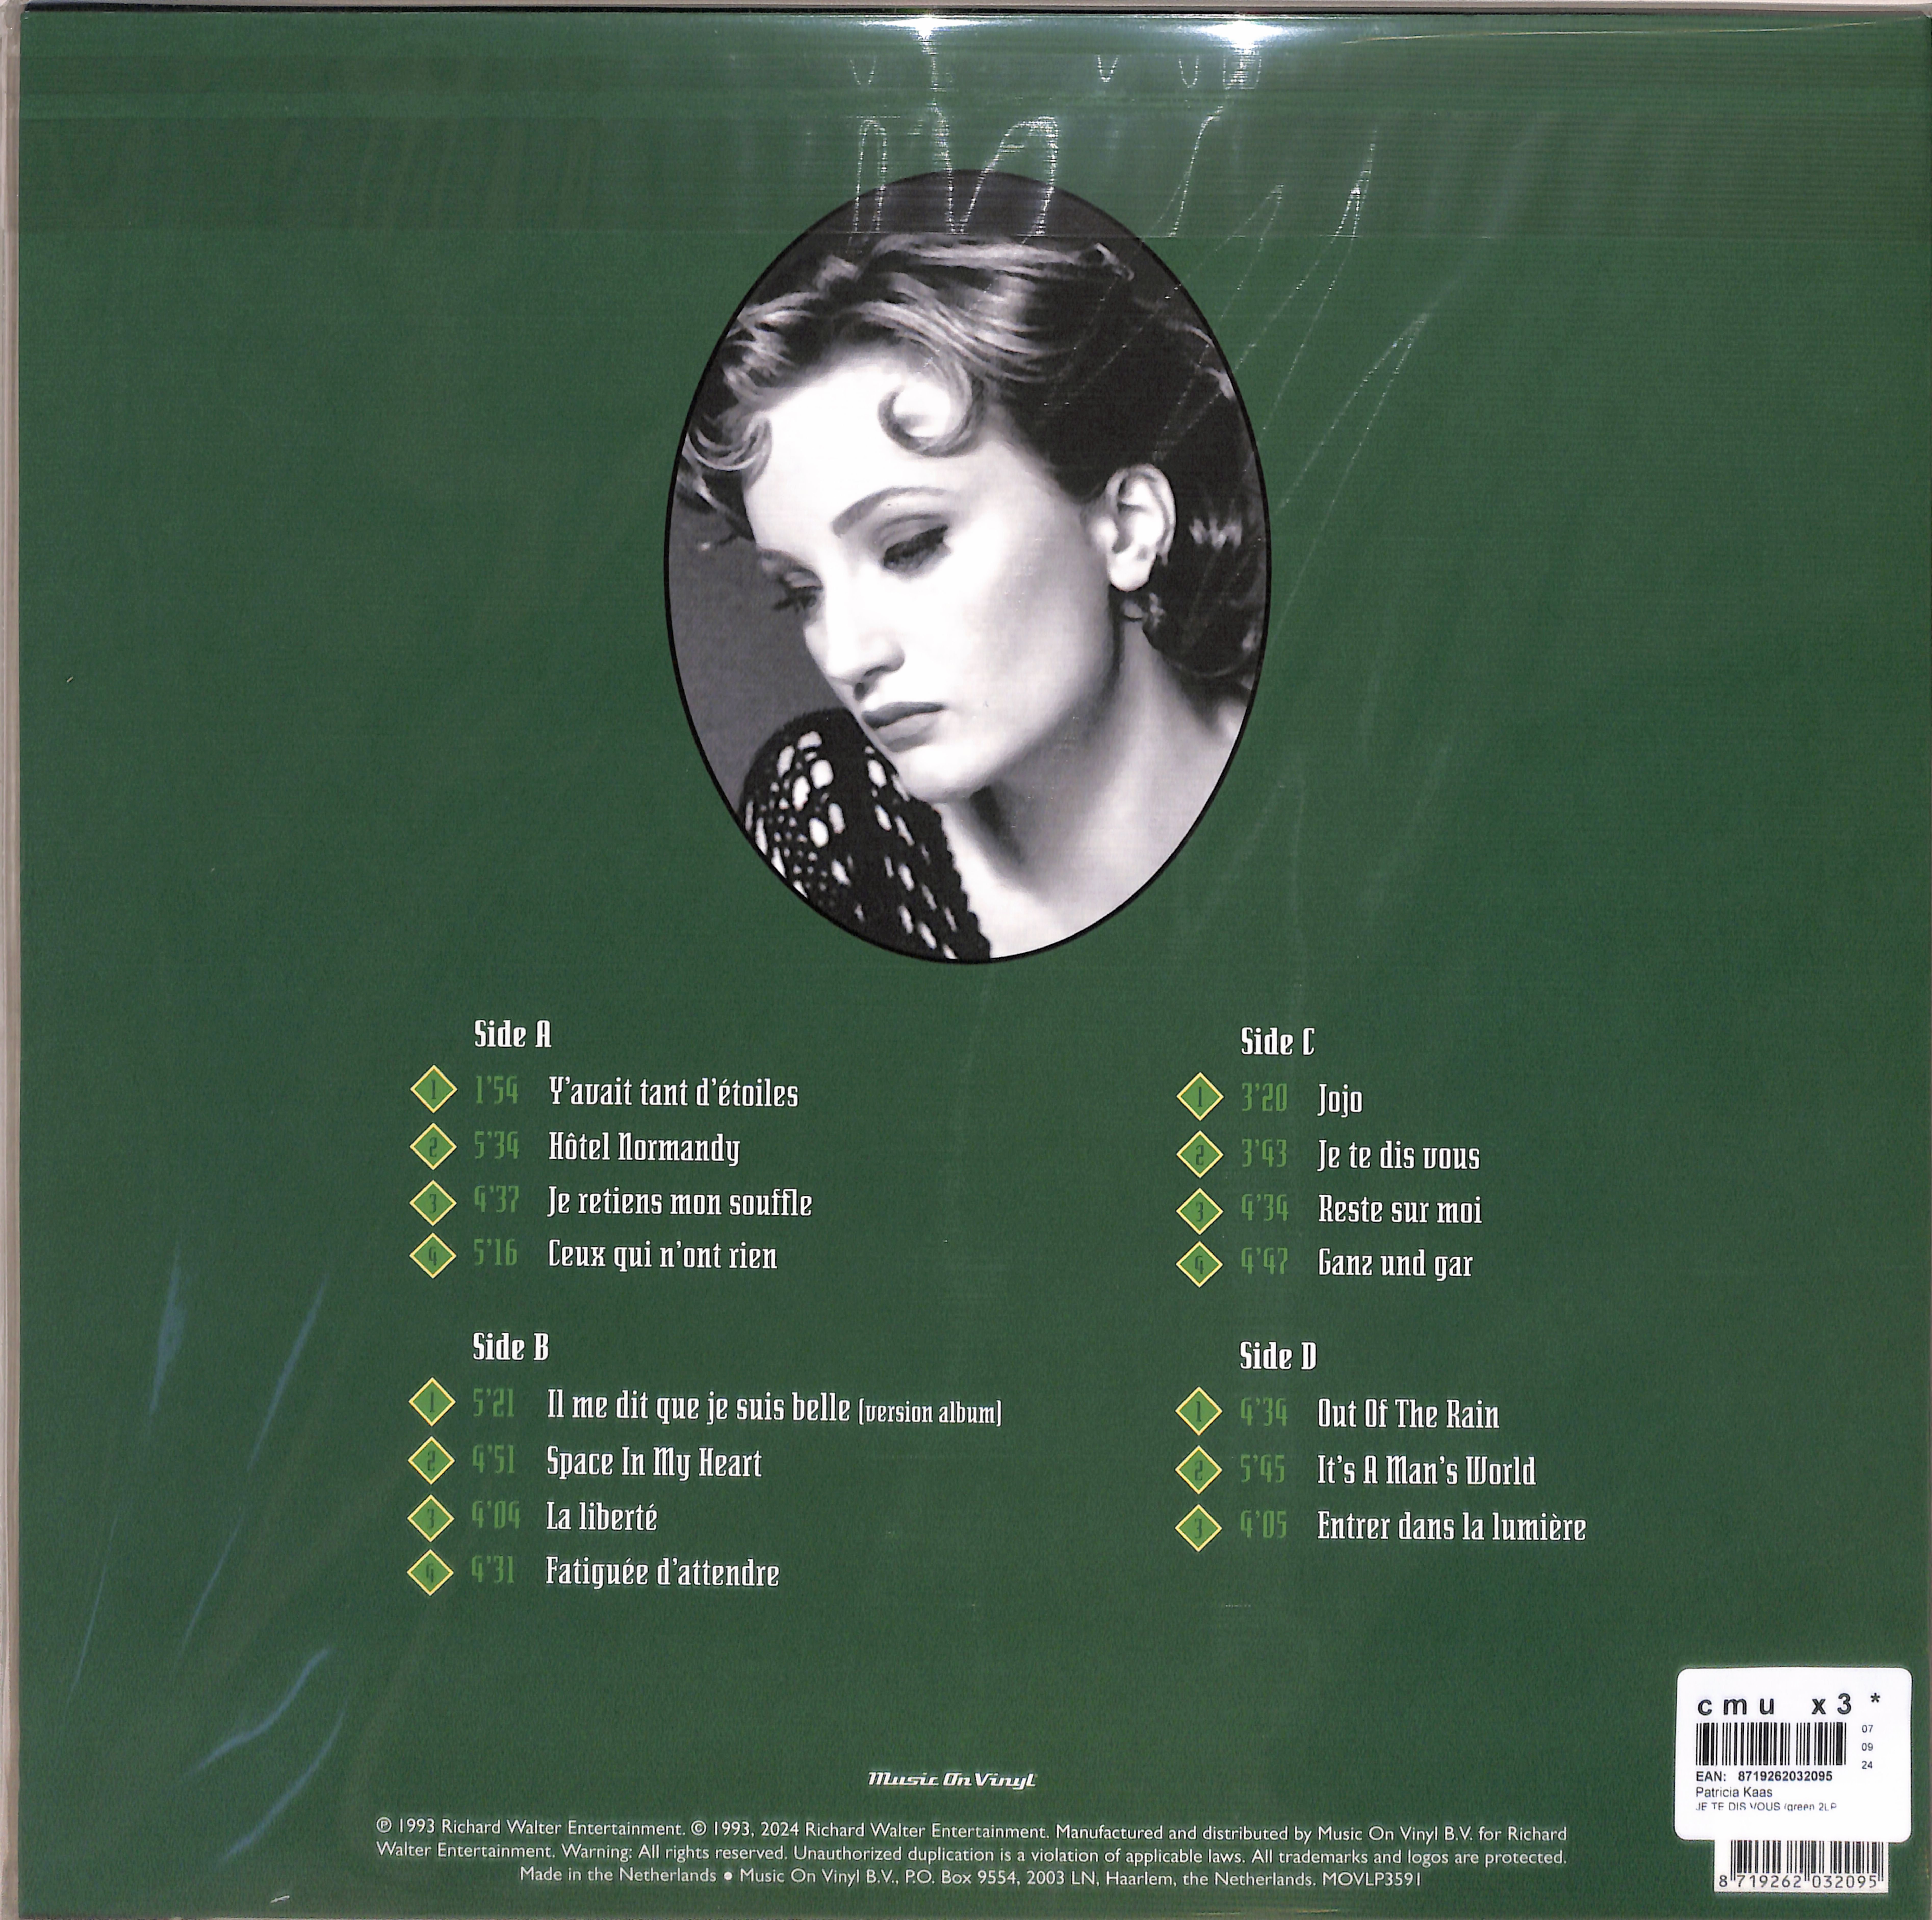 Side A
1 1'54 Y'avait tant d'étoiles
2 5'34 Hôtel Normandy
3 4'37 Je retiens mon souffle
4 5'16 Ceux qui n'ont rien
Side B
1 5'21 Il me dit que je suis belle (version album)
2 4'51 Space In My Heart
3 4'04 La liberté
4 4'31 Fatiguée d'attendre
Side C
1 3'20 Jojo
2 3'43 Je te dis vous
3 4'34 Reste sur moi
4 4'47 Ganz und gar
Side D
1 4'34 Out Of The Rain
2 5'45 It's A Man's World
3 4'05 Entrer dans la lumière
Music On Vinyl
℗ 1993 Richard Walter Entertainment. © 1993, 2024 Richard Walter Entertainment. Manufactured and distributed by Music On Vinyl B.V. for Richard
Walter Entertainment. Warning: All rights reserved. Unauthorized duplication is a violation of applicable laws. All trademarks and logos are protected.
Made in the Netherlands ● Music On Vinyl B.V., P.O. Box 9554, 2003 LN, Haarlem, the Netherlands. MOVLP3591
cmu x3 *
07
09
24
EAN: 8719262032095
Patricia Kaas
JE TE DIS VOUS (green 2LP
8 719262 032095